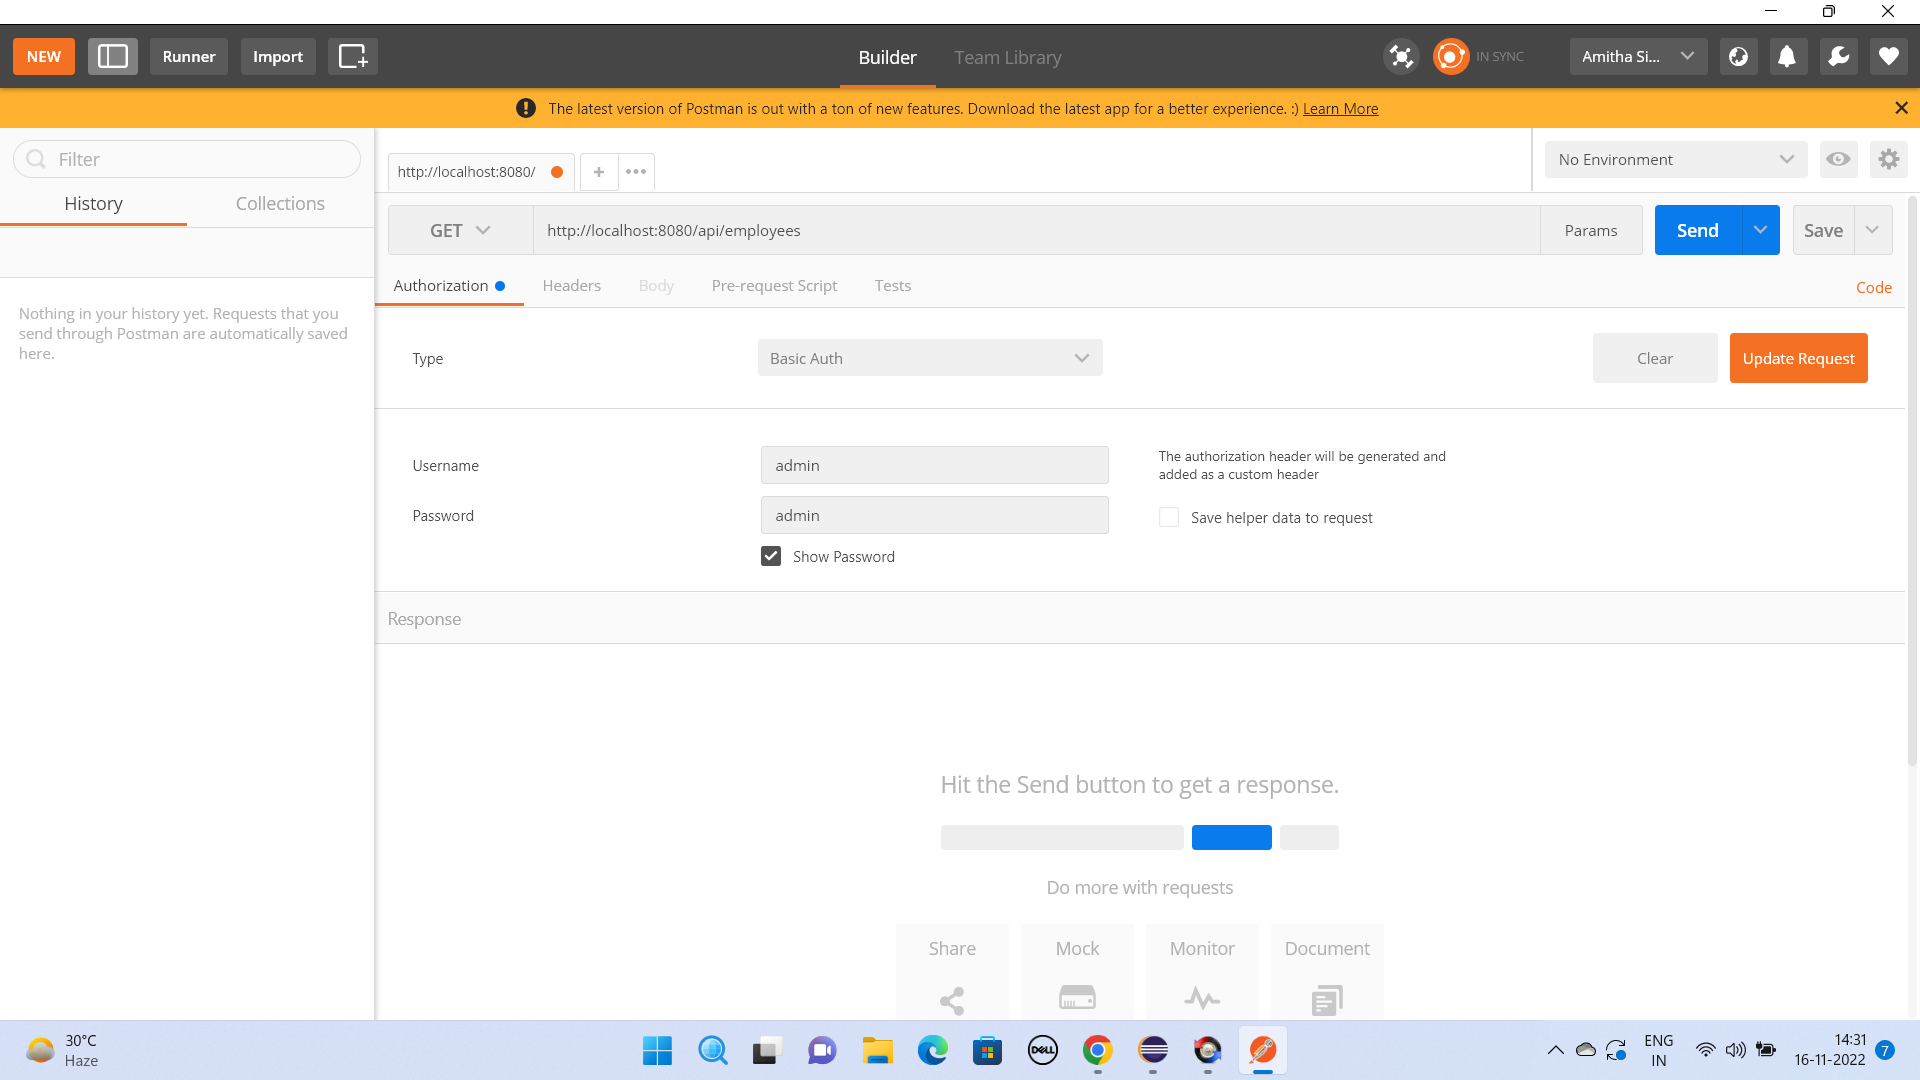 NEW
Runner
Import
Builder
Team Library
IN SYNC
Amitha Si...
The latest version of Postman is out with a ton of new features. Download the latest app for a better experience. :) Learn More
Filter
History
Collections
Nothing in your history yet. Requests that you
send through Postman are automatically saved
here.
http://localhost:8080/
No Environment
GET
http://localhost:8080/api/employees
Params
Send
Save
Authorization
Headers
Body
Pre-request Script
Tests
Code
Type
Basic Auth
Clear
Update Request
Username
admin
The authorization header will be generated and
added as a custom header
Password
admin
Save helper data to request
Show Password
Response
Hit the Send button to get a response.
Do more with requests
Share
Mock
Monitor
Document
30°C
Haze
DELL
ENG
IN
14:31
16-11-2022
7